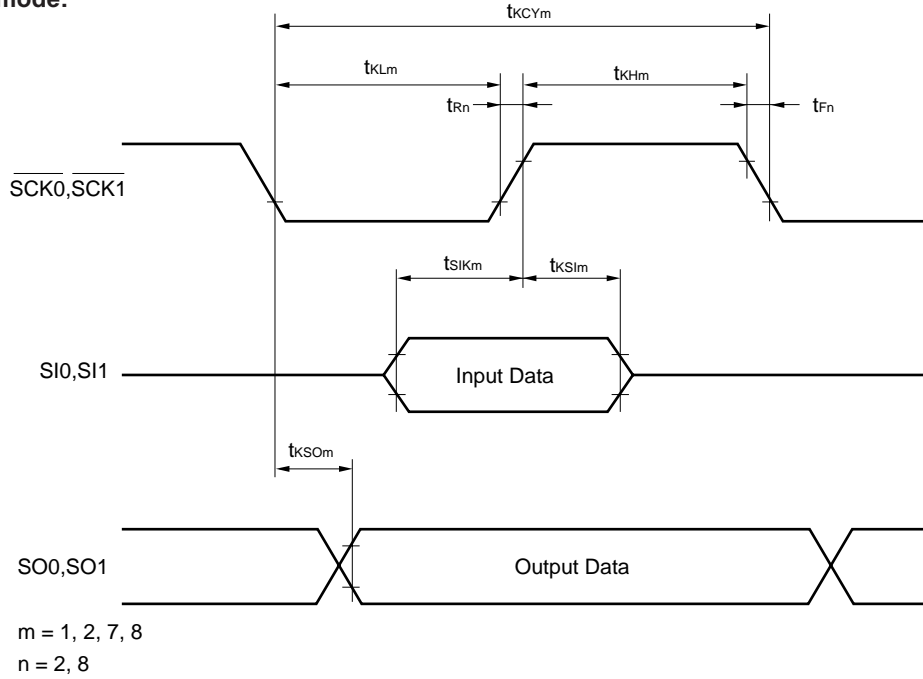 mode:
tKCYm
tKLm
tKHm
tRn
tFn
SCK0,SCK1
tSIKm
tKSIm
SI0,SI1
Input Data
tKSOm
SO0,SO1
Output Data
m = 1, 2, 7, 8
n = 2, 8